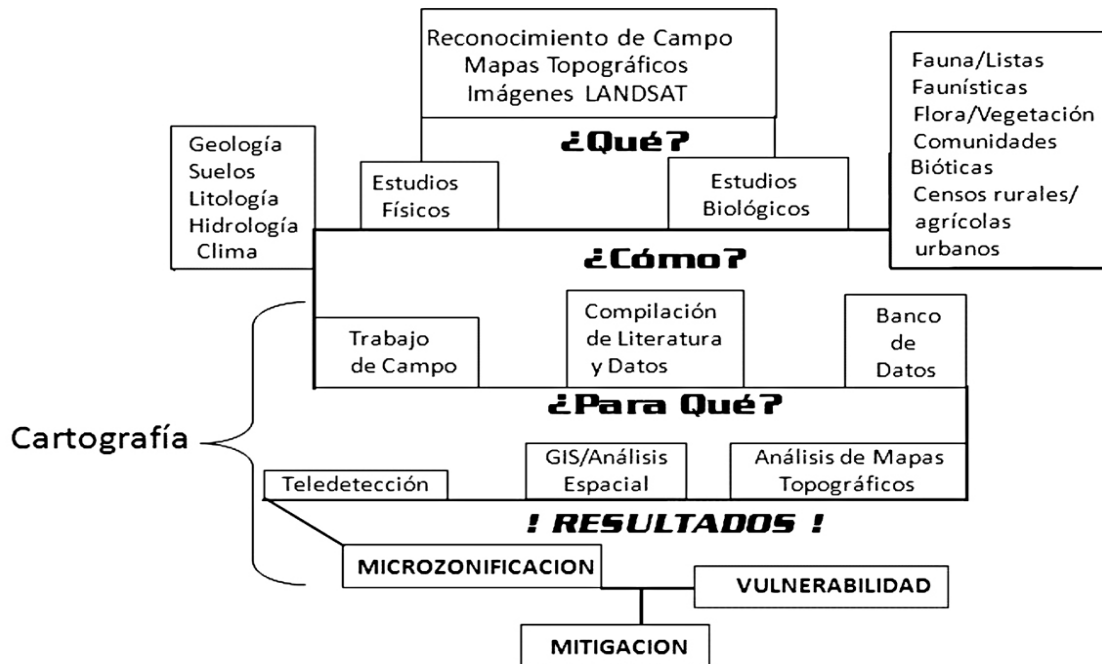 Reconocimiento de Campo
Mapas Topográficos
Imágenes LANDSAT
¿Qué?
Geología
Suelos
Litología
Hidrología
Clima
Estudios
Físicos
Estudios
Biológicos
Fauna/Listas
Faunísticas
Flora/Vegetación
Comunidades
Bióticas
Censos rurales/
agrícolas
urbanos
¿Cómo?
Trabajo
de Campo
Compilación
de Literatura
y Datos
Banco
de
Datos
¿Para Qué?
Cartografía
Teledetección
GIS/Análisis
Espacial
Análisis de Mapas
Topográficos
! RESULTADOS !
MICROZONIFICACION
VULNERABILIDAD
MITIGACION